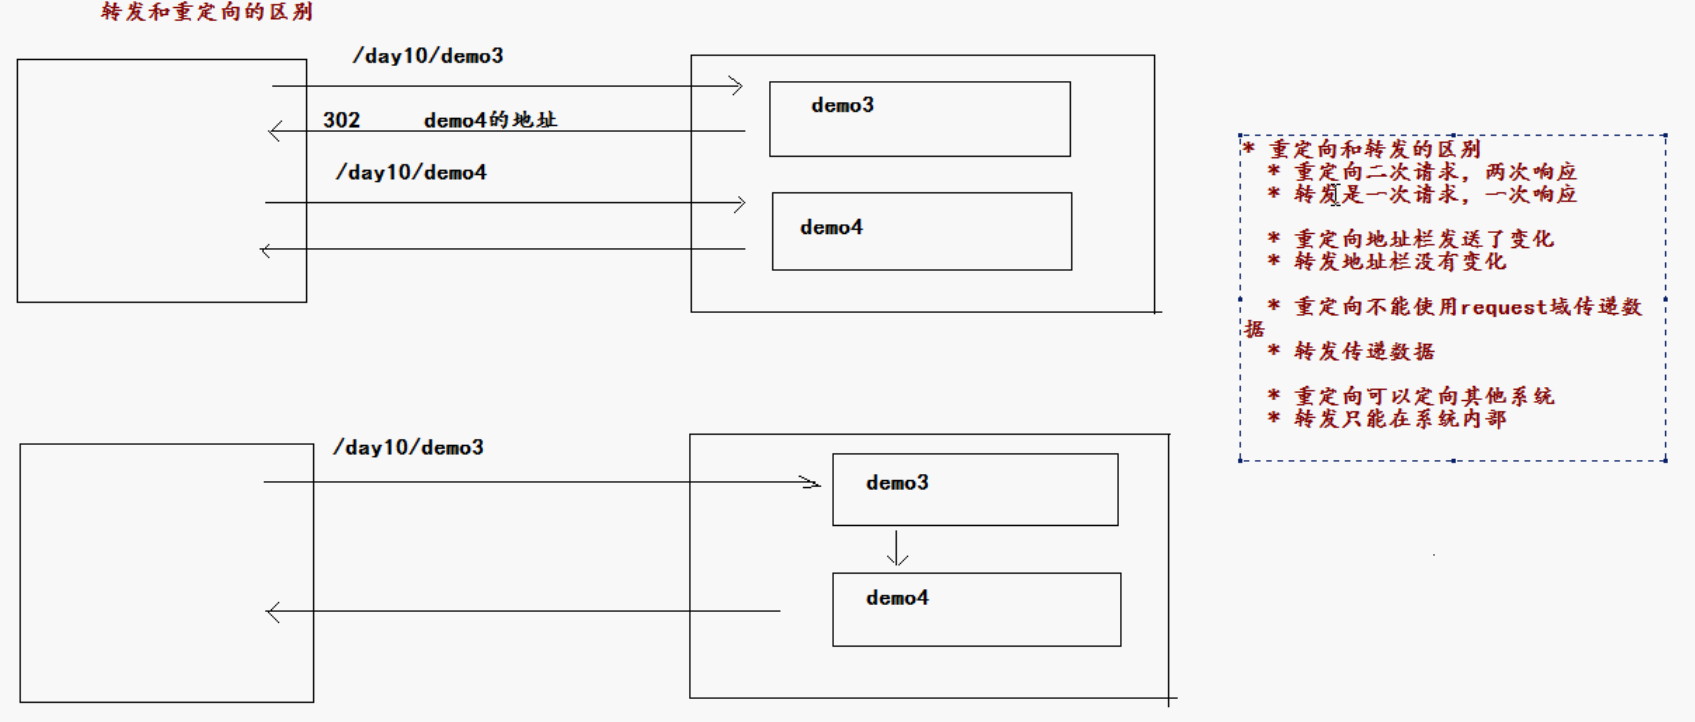 转发和重定向的区别
/day10/demo3
demo3
302 demo4的地址
/day10/demo4
demo4
* 重定向和转发的区别
* 重定向二次请求，两次响应
* 转发是一次请求，一次响应
* 重定向地址栏发送了变化
* 转发地址栏没有变化
* 重定向不能使用request域传递数
据
* 转发传递数据
* 重定向可以定向其他系统
* 转发只能在系统内部
/day10/demo3
demo3
demo4